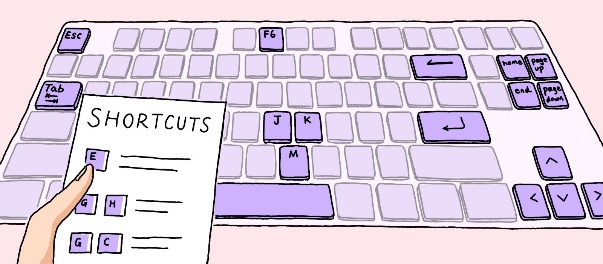 Esc
F6
home
page up
Tab
end
page down
SHORTCUTS
J
K
E
M
G
H
G
C